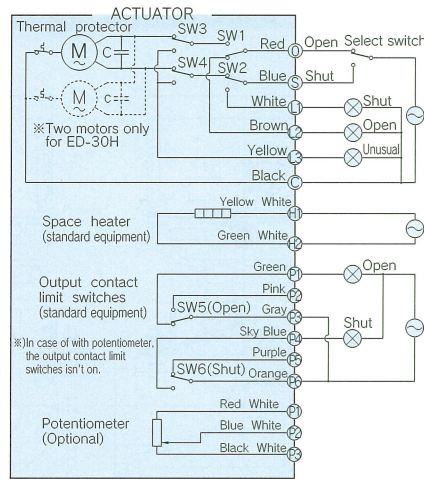 ACTUATOR
Thermal protector
SW3
SW1
Red
O
Open
Select switch
M
C
SW4
SW2
Blue
S
Shut
M
C
White
L1
Shut
※Two motors only
for ED-30H
Brown
L2
Open
Yellow
L3
Unusual
Black
C
Yellow White
H1
Space heater
(standard equipment)
Green White
H2
Green
P1
Open
Output contact
limit switches
(standard equipment)
Pink
P2
SW5(Open)
Gray
P3
Sky Blue
P4
Shut
※)In case of with potentiometer,
the output contact limit
switches isn't on.
Purple
P5
SW6(Shut)
Orange
P6
Red White
P1
Potentiometer
(Optional)
Blue White
P2
Black White
P3